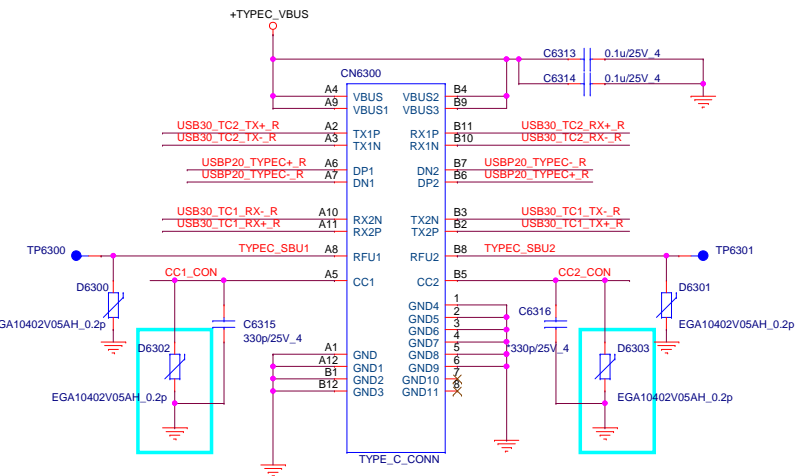 +TYPEC_VBUS
C6313 0.1u/25V_4
C6314 0.1u/25V_4
CN6300
A4 VBUS VBUS2 B4
A9 VBUS1 VBUS3 B9
USB30_TC2_TX+_R A2 TX1P RX1P B11 USB30_TC2_RX+_R
USB30_TC2_TX-_R A3 TX1N RX1N B10 USB30_TC2_RX-_R
USBP20_TYPEC+_R A6 DP1 DN2 B7 USBP20_TYPEC-_R
USBP20_TYPEC-_R A7 DN1 DP2 B6 USBP20_TYPEC+_R
USB30_TC1_RX-_R A10 RX2N TX2N B3 USB30_TC1_TX-_R
USB30_TC1_RX+_R A11 RX2P TX2P B2 USB30_TC1_TX+_R
TP6300 TYPEC_SBU1 A8 RFU1 RFU2 B8 TYPEC_SBU2 TP6301
CC1_CON A5 CC1 CC2 B5 CC2_CON
D6300 D6301
GND4 1
GND5 2
GND6 3
GND7 4
GND8 5
GND9 6
GND10 7
GND11 8
C6315
330p/25V_4
C6316
330p/25V_4
EGA10402V05AH_0.2p
EGA10402V05AH_0.2p
D6302 D6303
A1 GND
A12 GND1
B1 GND2
B12 GND3
EGA10402V05AH_0.2p
EGA10402V05AH_0.2p
TYPE_C_CONN